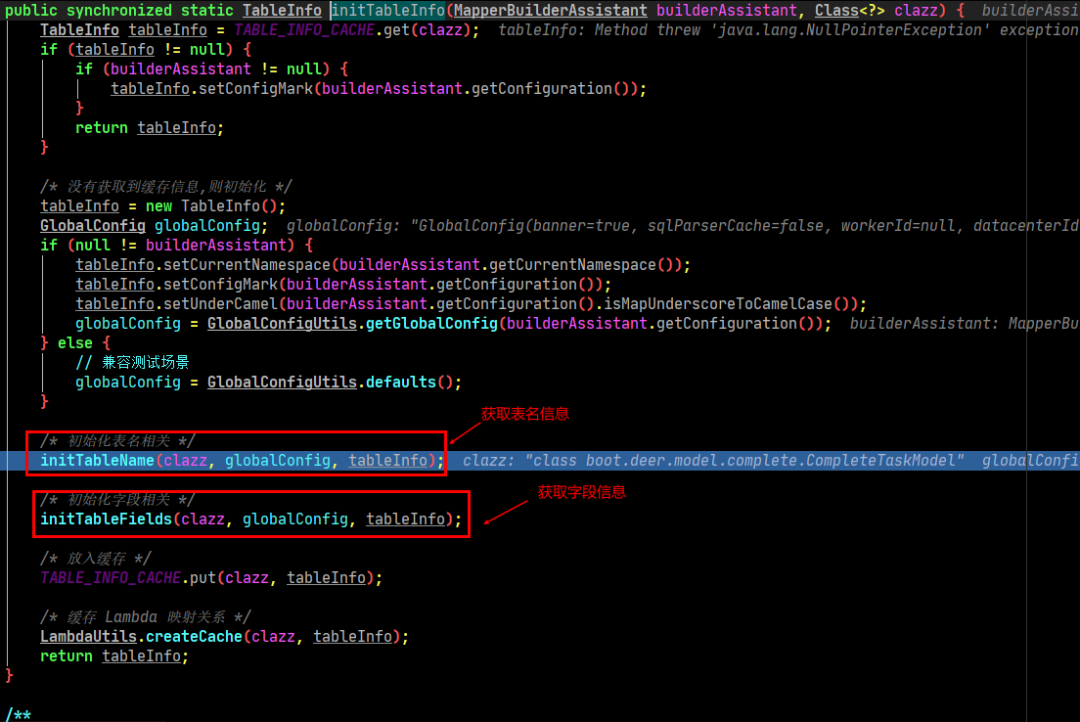 public synchronized static TableInfo initTableInfo(MapperBuilderAssistant builderAssistant, Class<?> clazz) {  builderAssi
TableInfo tableInfo = TABLE_INFO_CACHE.get(clazz);  tableInfo: Method threw 'java.lang.NullPointerException' exception
if (tableInfo != null) {
if (builderAssistant != null) {
tableInfo.setConfigMark(builderAssistant.getConfiguration());
}
return tableInfo;
}
/* 没有获取到缓存信息,则初始化 */
tableInfo = new TableInfo();
GlobalConfig globalConfig;  globalConfig: "GlobalConfig(banner=true, sqlParserCache=false, workerId=null, datacenterId
if (null != builderAssistant) {
tableInfo.setCurrentNamespace(builderAssistant.getCurrentNamespace());
tableInfo.setConfigMark(builderAssistant.getConfiguration());
tableInfo.setUnderCamel(builderAssistant.getConfiguration().isMapUnderscoreToCamelCase());
globalConfig = GlobalConfigUtils.getGlobalConfig(builderAssistant.getConfiguration());  builderAssistant: MapperBu
} else {
// 兼容测试场景
globalConfig = GlobalConfigUtils.defaults();
}
获取表名信息
/* 初始化表名相关 */
initTableName(clazz, globalConfig, tableInfo);  clazz: "class boot.deer.model.complete.CompleteTaskModel"  globalConfi
获取字段信息
/* 初始化字段相关 */
initTableFields(clazz, globalConfig, tableInfo);
/* 放入缓存 */
TABLE_INFO_CACHE.put(clazz, tableInfo);
/* 缓存 Lambda 映射关系 */
LambdaUtils.createCache(clazz, tableInfo);
return tableInfo;
}
/**